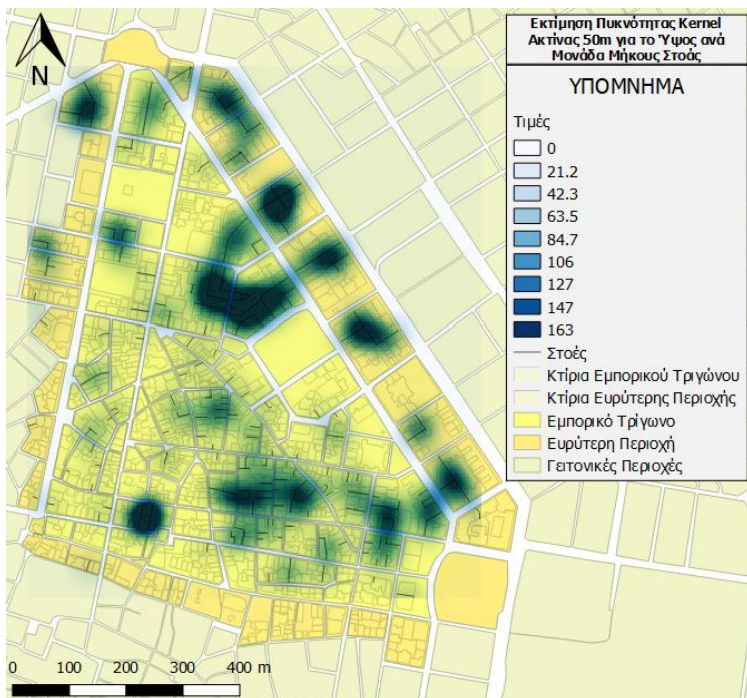 N
Εκτίμηση Πυκνότητας Kernel
Ακτίνας 50m για το Ύψος ανά
Μονάδα Μήκους Στοάς
ΥΠΟΜΝΗΜΑ
Τιμές
0
21.2
42.3
63.5
84.7
106
127
147
163
Στοές
Κτίρια Εμπορικού Τριγώνου
Κτίρια Ευρύτερης Περιοχής
Εμπορικό Τρίγωνο
Ευρύτερη Περιοχή
Γειτονικές Περιοχές
0 100 200 300 400 m